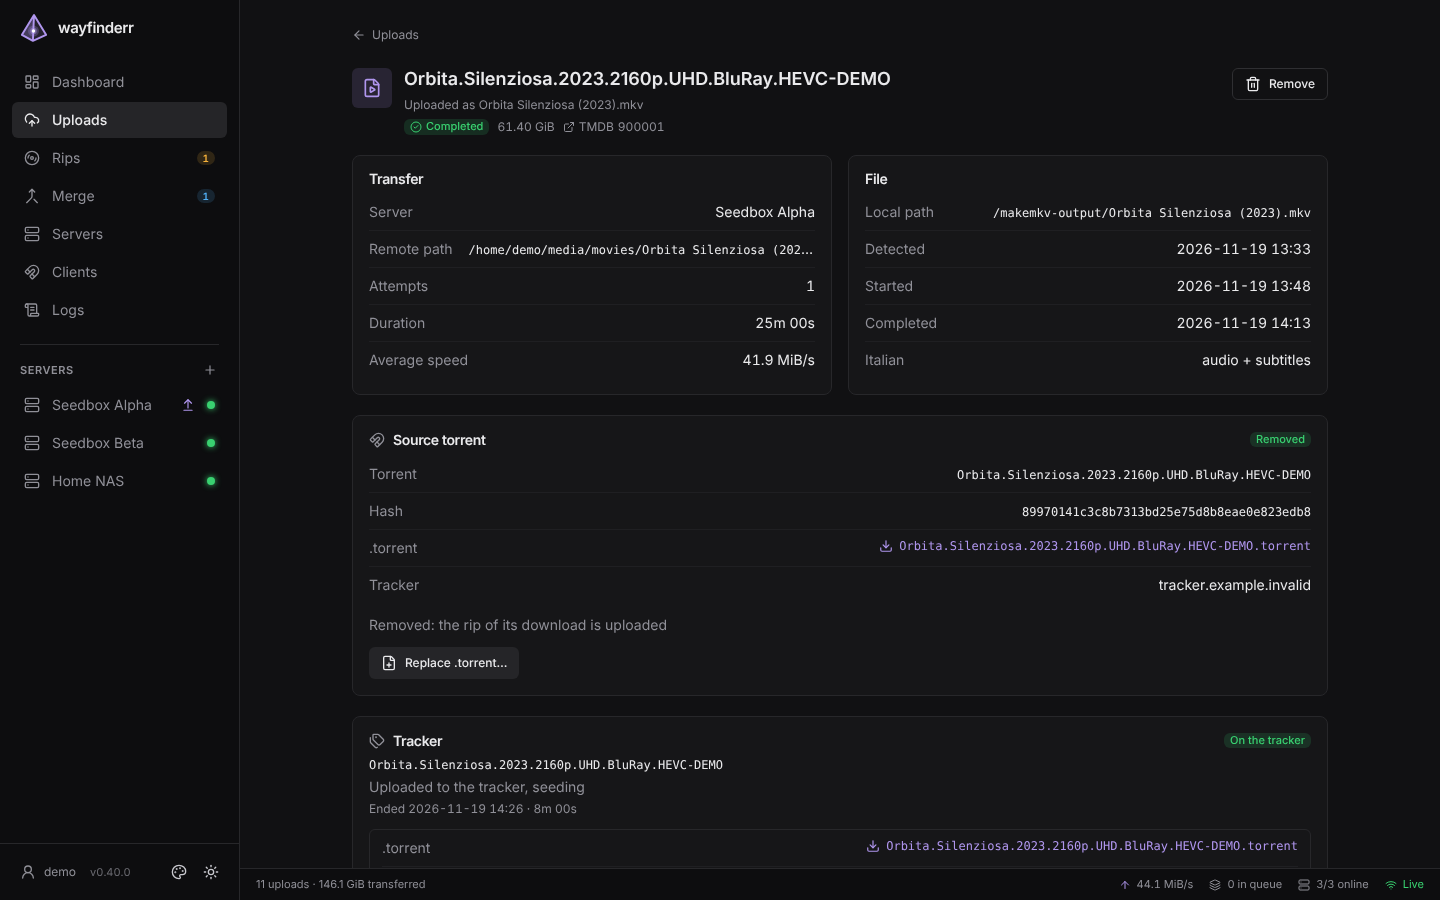 wayfinderr
Dashboard
Uploads
Rips 1
Merge 1
Servers
Clients
Logs
SERVERS
Seedbox Alpha
Seedbox Beta
Home NAS
demo v0.40.0
Uploads
Orbita.Silenziosa.2023.2160p.UHD.BluRay.HEVC-DEMO
Remove
Uploaded as Orbita Silenziosa (2023).mkv
Completed 61.40 GiB TMDB 900001
Transfer
Server Seedbox Alpha
Remote path /home/demo/media/movies/Orbita Silenziosa (202…
Attempts 1
Duration 25m 00s
Average speed 41.9 MiB/s
File
Local path /makemkv-output/Orbita Silenziosa (2023).mkv
Detected 2026-11-19 13:33
Started 2026-11-19 13:48
Completed 2026-11-19 14:13
Italian audio + subtitles
Source torrent Removed
Torrent Orbita.Silenziosa.2023.2160p.UHD.BluRay.HEVC-DEMO
Hash 89970141c3c8b7313bd25e75d8b8eae0e823edb8
.torrent Orbita.Silenziosa.2023.2160p.UHD.BluRay.HEVC-DEMO.torrent
Tracker tracker.example.invalid
Removed: the rip of its download is uploaded
Replace .torrent...
Tracker On the tracker
Orbita.Silenziosa.2023.2160p.UHD.BluRay.HEVC-DEMO
Uploaded to the tracker, seeding
Ended 2026-11-19 14:26 · 8m 00s
.torrent Orbita.Silenziosa.2023.2160p.UHD.BluRay.HEVC-DEMO.torrent
11 uploads · 146.1 GiB transferred
44.1 MiB/s 0 in queue 3/3 online Live